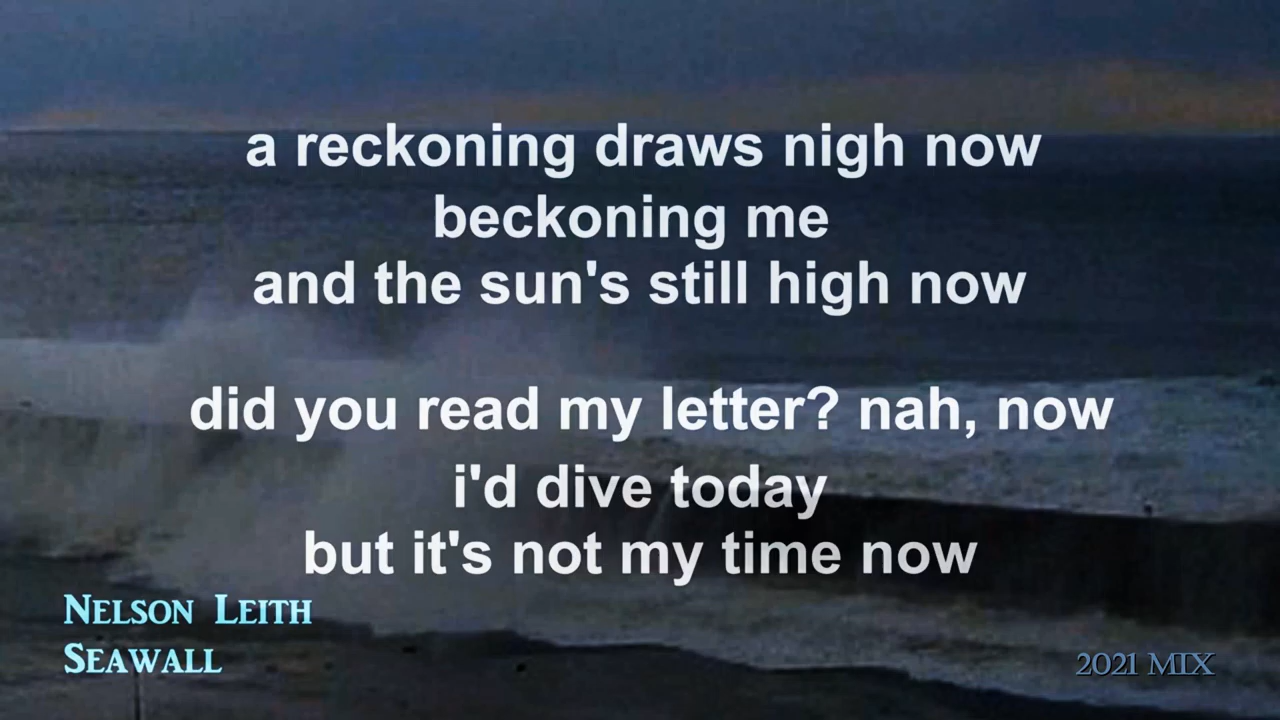 a reckoning draws nigh now
beckoning me
and the sun's still high now
did you read my letter? nah, now
i'd dive today
but it's not my time now
Nelson Leith
Seawall
2021 MIX